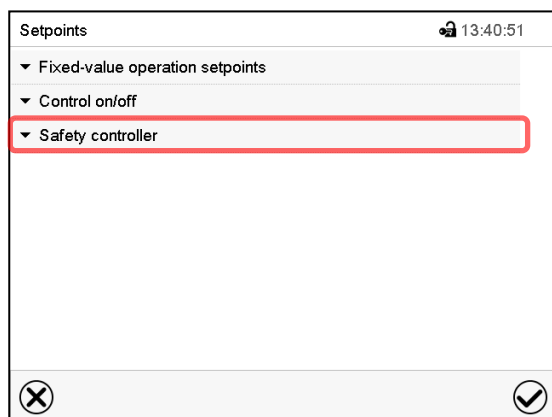 Setpoints 13:40:51
Fixed-value operation setpoints
Control on/off
Safety controller